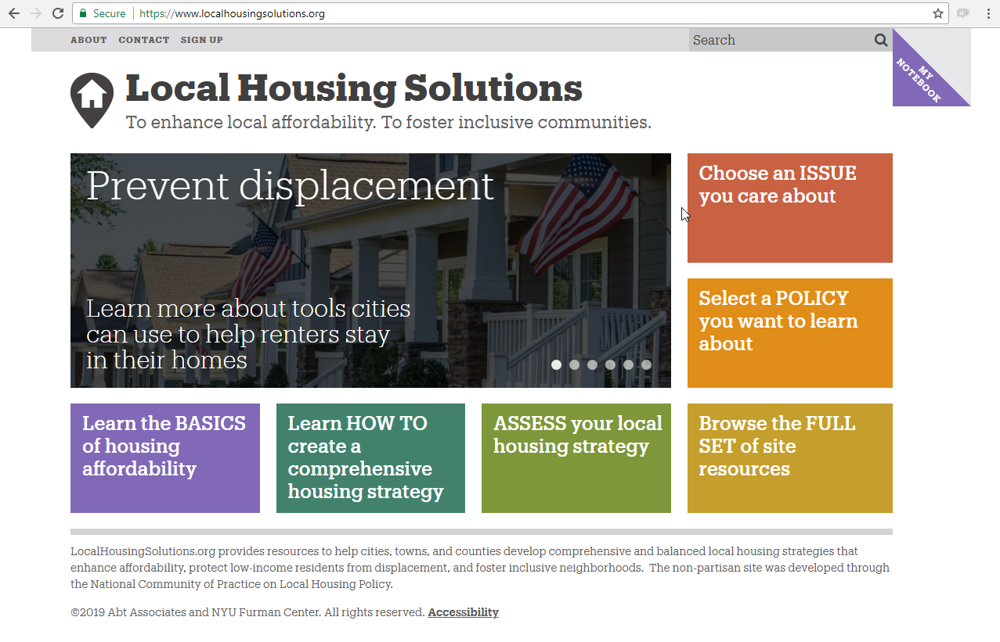 Secure https://www.localhousingsolutions.org
ABOUT CONTACT SIGN UP
Search
MY
NOTEBOOK
Local Housing Solutions
To enhance local affordability. To foster inclusive communities.
Prevent displacement
Learn more about tools cities
can use to help renters stay
in their homes
Choose an ISSUE
you care about
Select a POLICY
you want to learn
about
Learn the BASICS
of housing
affordability
Learn HOW TO
create a
comprehensive
housing strategy
ASSESS your local
housing strategy
Browse the FULL
SET of site
resources
LocalHousingSolutions.org provides resources to help cities, towns, and counties develop comprehensive and balanced local housing strategies that
enhance affordability, protect low-income residents from displacement, and foster inclusive neighborhoods. The non-partisan site was developed through
the National Community of Practice on Local Housing Policy.
©2019 Abt Associates and NYU Furman Center. All rights reserved. Accessibility